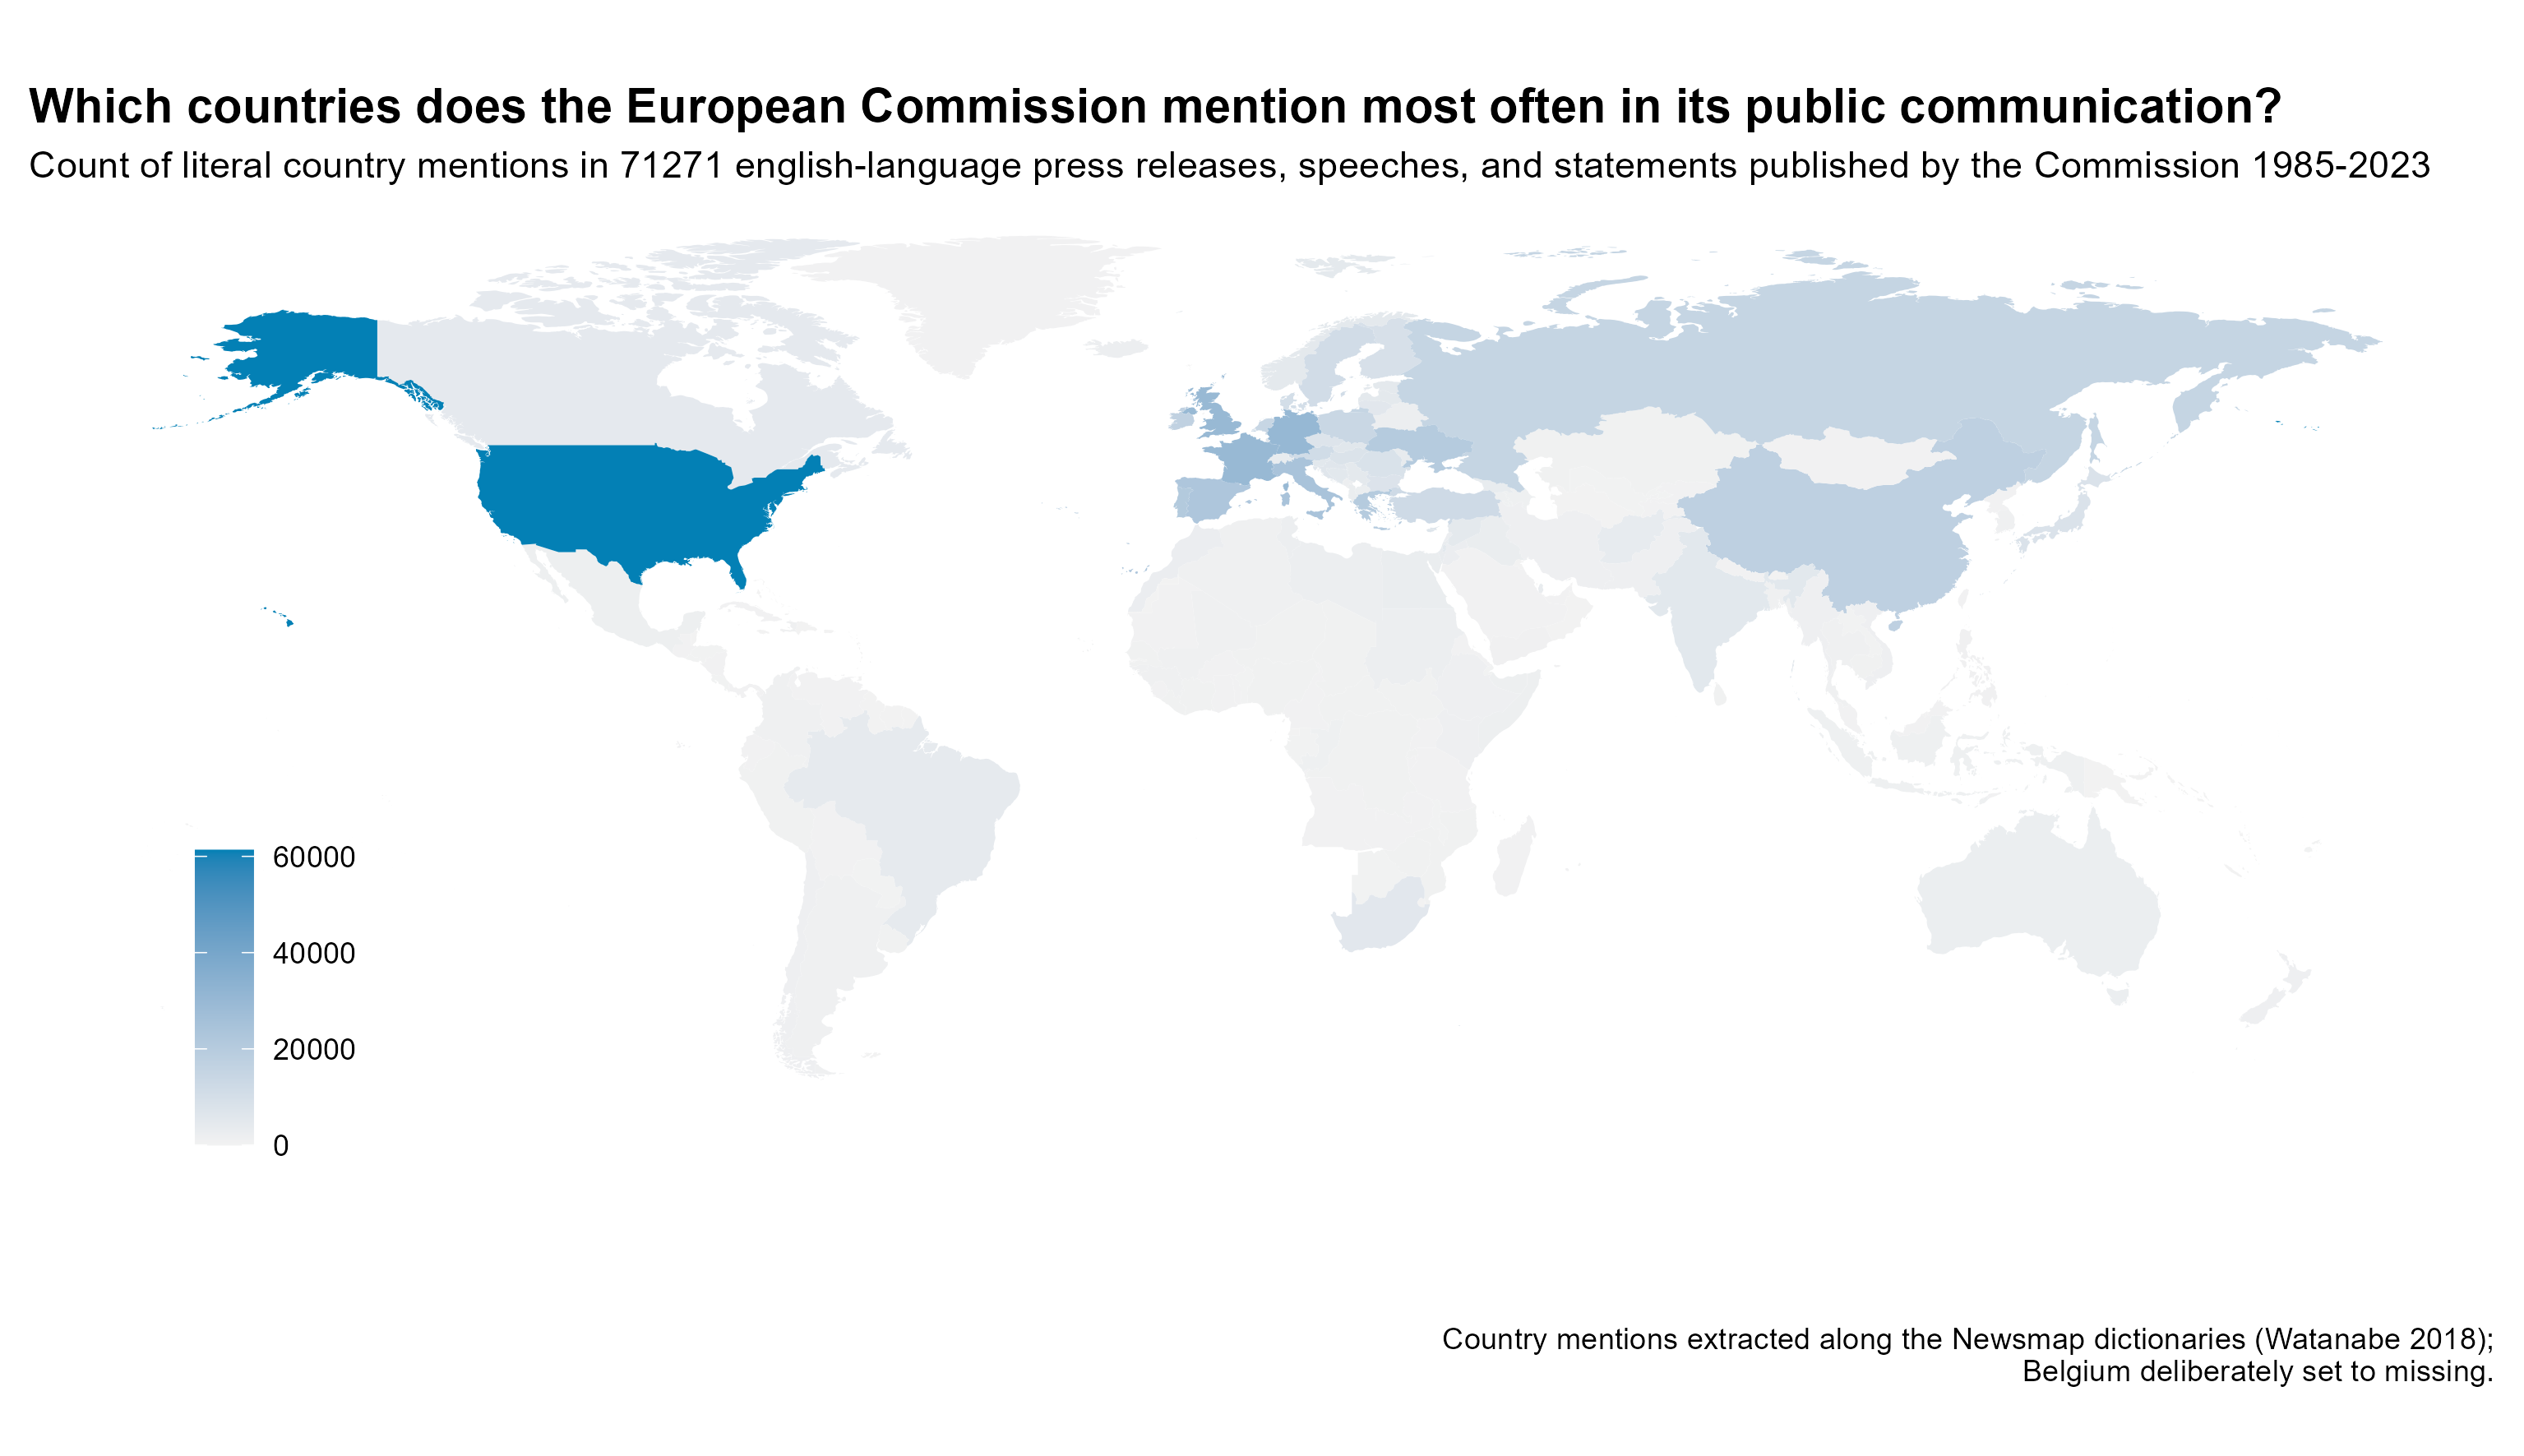 Which countries does the European Commission mention most often in its public communication?
Count of literal country mentions in 71271 english-language press releases, speeches, and statements published by the Commission 1985-2023
60000
40000
20000
0
Country mentions extracted along the Newsmap dictionaries (Watanabe 2018);
Belgium deliberately set to missing.